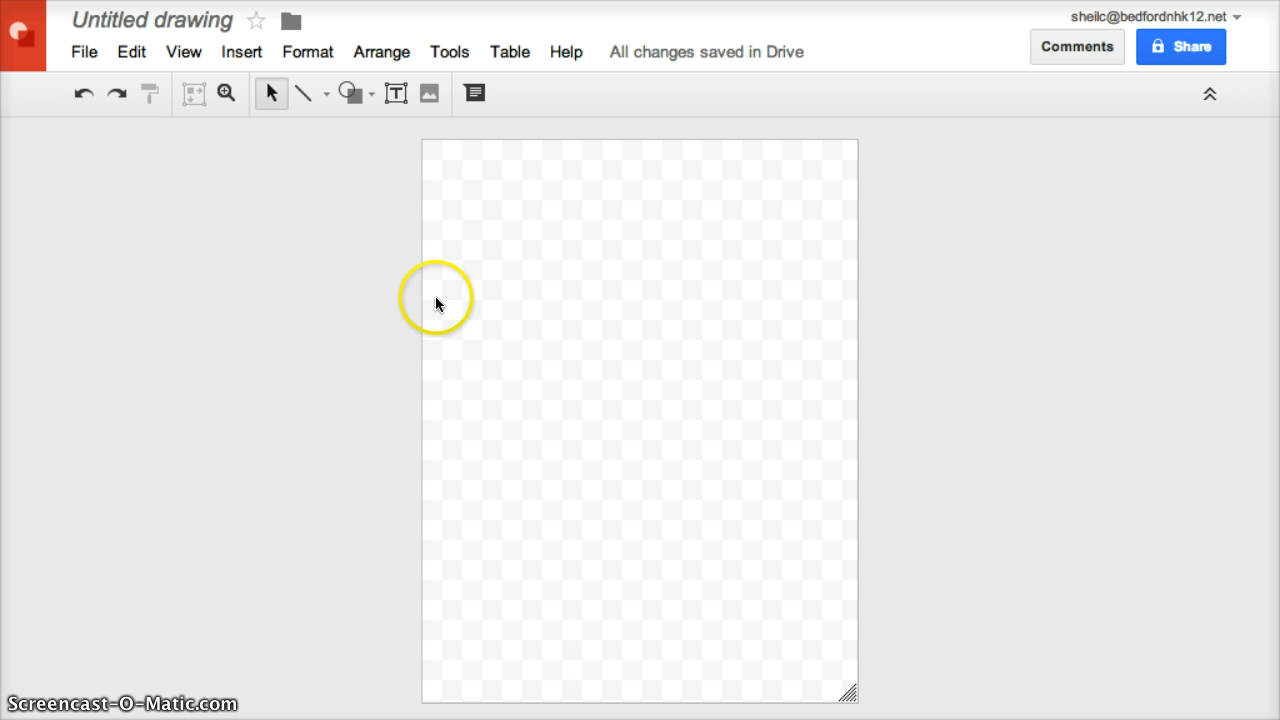 Untitled drawing
sheilc@bedfordnhk12.net
File Edit View Insert Format Arrange Tools Table Help All changes saved in Drive
Comments Share
T
Screencast-O-Matic.com